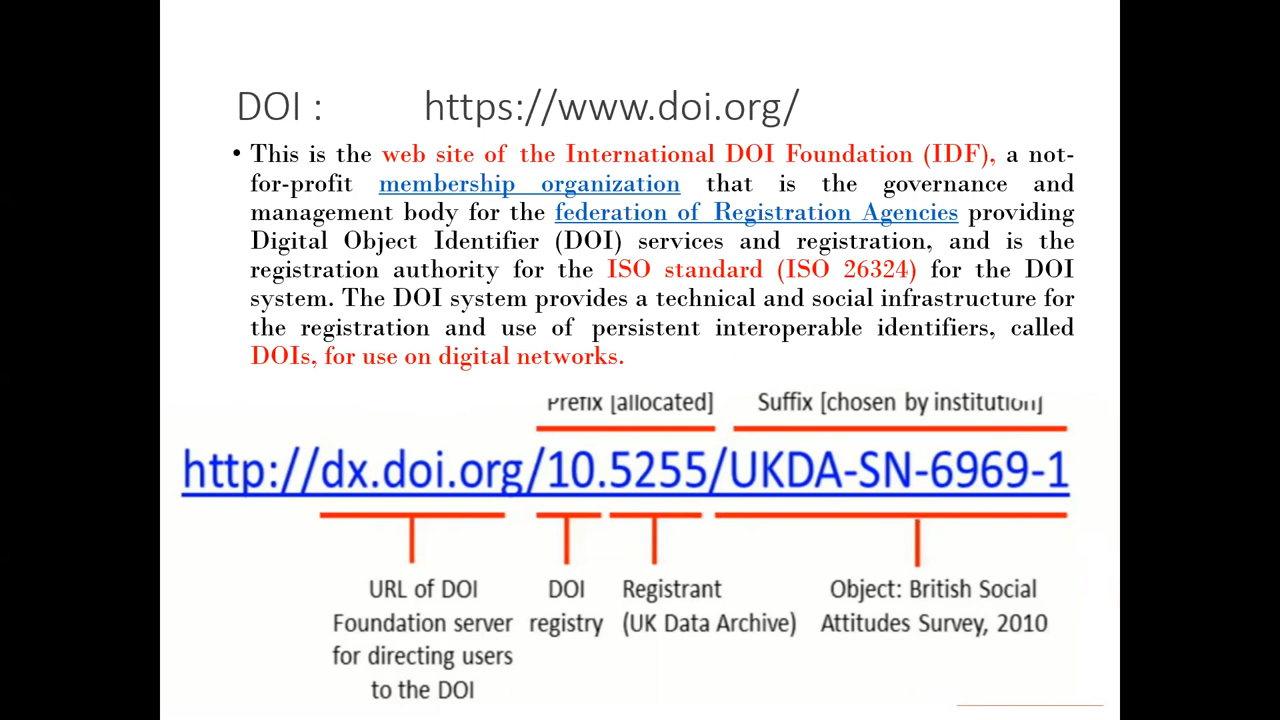 DOI : https://www.doi.org/
• This is the web site of the International DOI Foundation (IDF), a not-
for-profit membership organization that is the governance and
management body for the federation of Registration Agencies providing
Digital Object Identifier (DOI) services and registration, and is the
registration authority for the ISO standard (ISO 26324) for the DOI
system. The DOI system provides a technical and social infrastructure for
the registration and use of persistent interoperable identifiers, called
DOIs, for use on digital networks.
Prefix [allocated] Suffix [chosen by institution]
http://dx.doi.org/10.5255/UKDA-SN-6969-1
URL of DOI DOI Registrant Object: British Social
Foundation server registry (UK Data Archive) Attitudes Survey, 2010
for directing users
to the DOI